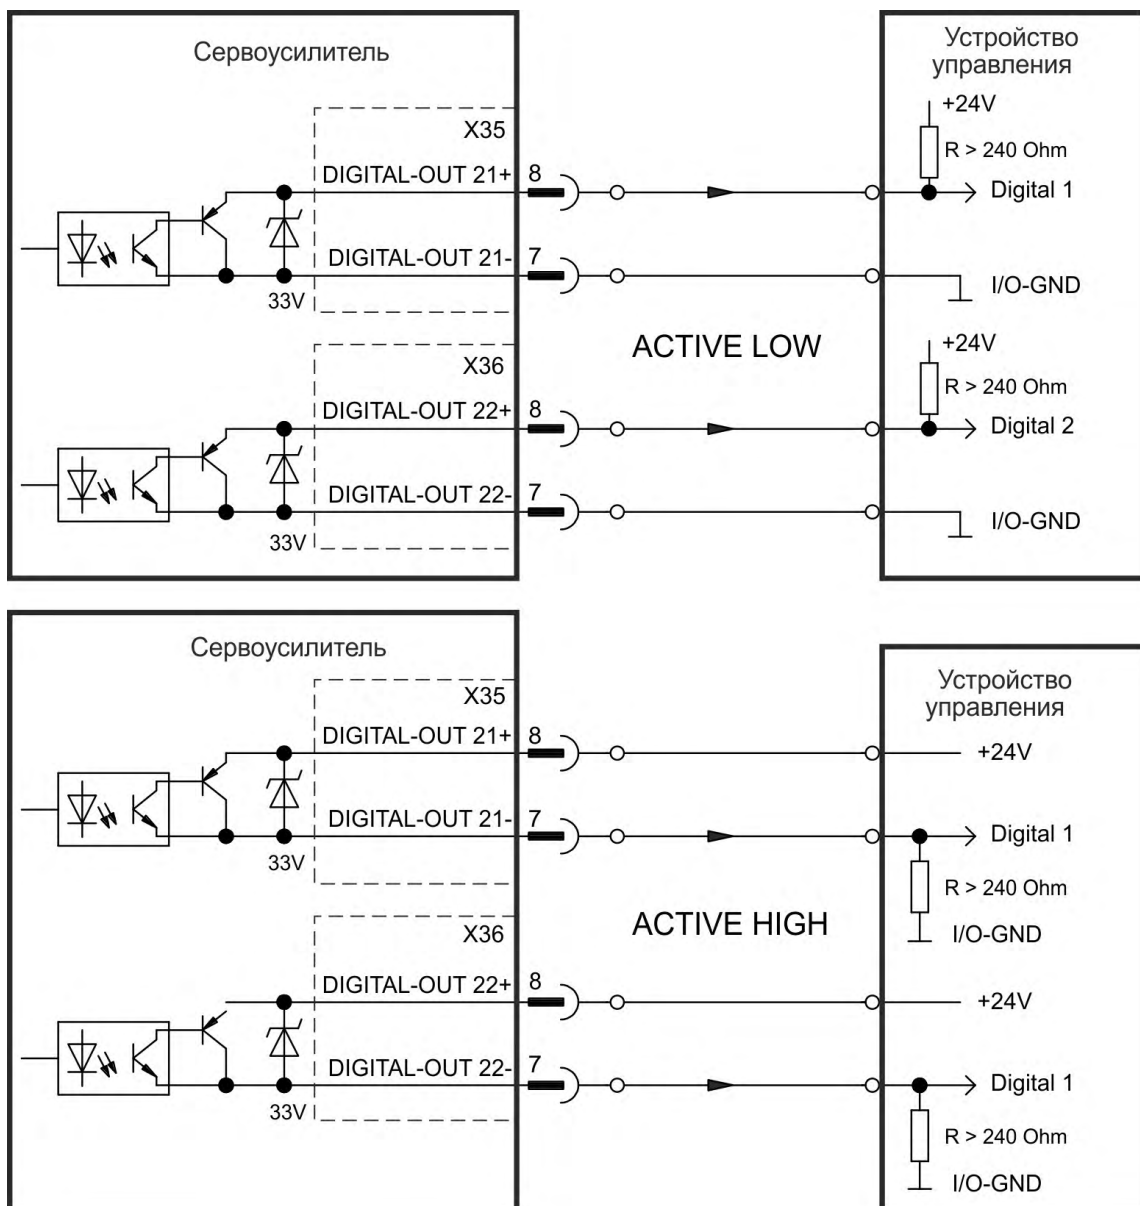 Сервоусилитель
Устройство
управления
+24V
X35
R > 240 Ohm
DIGITAL-OUT 21+
8
Digital 1
DIGITAL-OUT 21-
7
I/O-GND
33V
ACTIVE LOW
+24V
X36
R > 240 Ohm
DIGITAL-OUT 22+
8
Digital 2
DIGITAL-OUT 22-
7
I/O-GND
33V
Сервоусилитель
Устройство
управления
X35
DIGITAL-OUT 21+
8
+24V
DIGITAL-OUT 21-
7
Digital 1
33V
R > 240 Ohm
ACTIVE HIGH
X36
I/O-GND
DIGITAL-OUT 22+
8
+24V
DIGITAL-OUT 22-
7
Digital 1
33V
R > 240 Ohm
I/O-GND